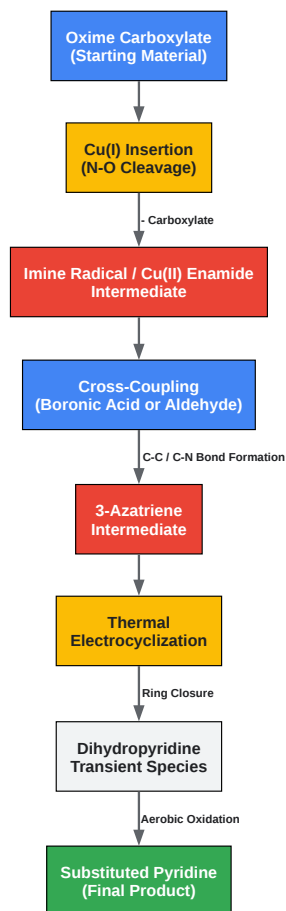 Oxime Carboxylate
(Starting Material)
Cu(I) Insertion
(N-O Cleavage)
- Carboxylate
Imine Radical / Cu(II) Enamide
Intermediate
Cross-Coupling
(Boronic Acid or Aldehyde)
C-C / C-N Bond Formation
3-Azatriene
Intermediate
Thermal
Electrocyclization
Ring Closure
Dihydropyridine
Transient Species
Aerobic Oxidation
Substituted Pyridine
(Final Product)